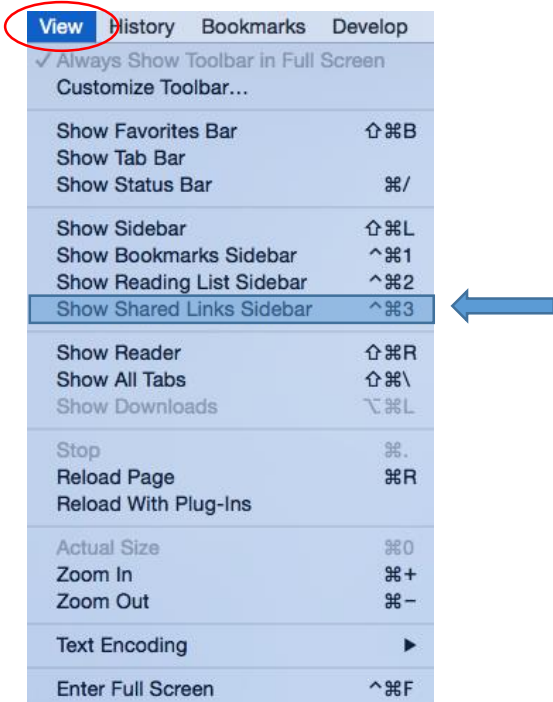 View History Bookmarks Develop
✓ Always Show Toolbar in Full Screen
Customize Toolbar...
Show Favorites Bar ⇧⌘B
Show Tab Bar
Show Status Bar ⌘/
Show Sidebar ⇧⌘L
Show Bookmarks Sidebar ^⌘1
Show Reading List Sidebar ^⌘2
Show Shared Links Sidebar ^⌘3
Show Reader ⇧⌘R
Show All Tabs ⇧⌘\
Show Downloads ⌥⌘L
Stop ⌘.
Reload Page ⌘R
Reload With Plug-Ins
Actual Size ⌘0
Zoom In ⌘+
Zoom Out ⌘−
Text Encoding ▶
Enter Full Screen ^⌘F